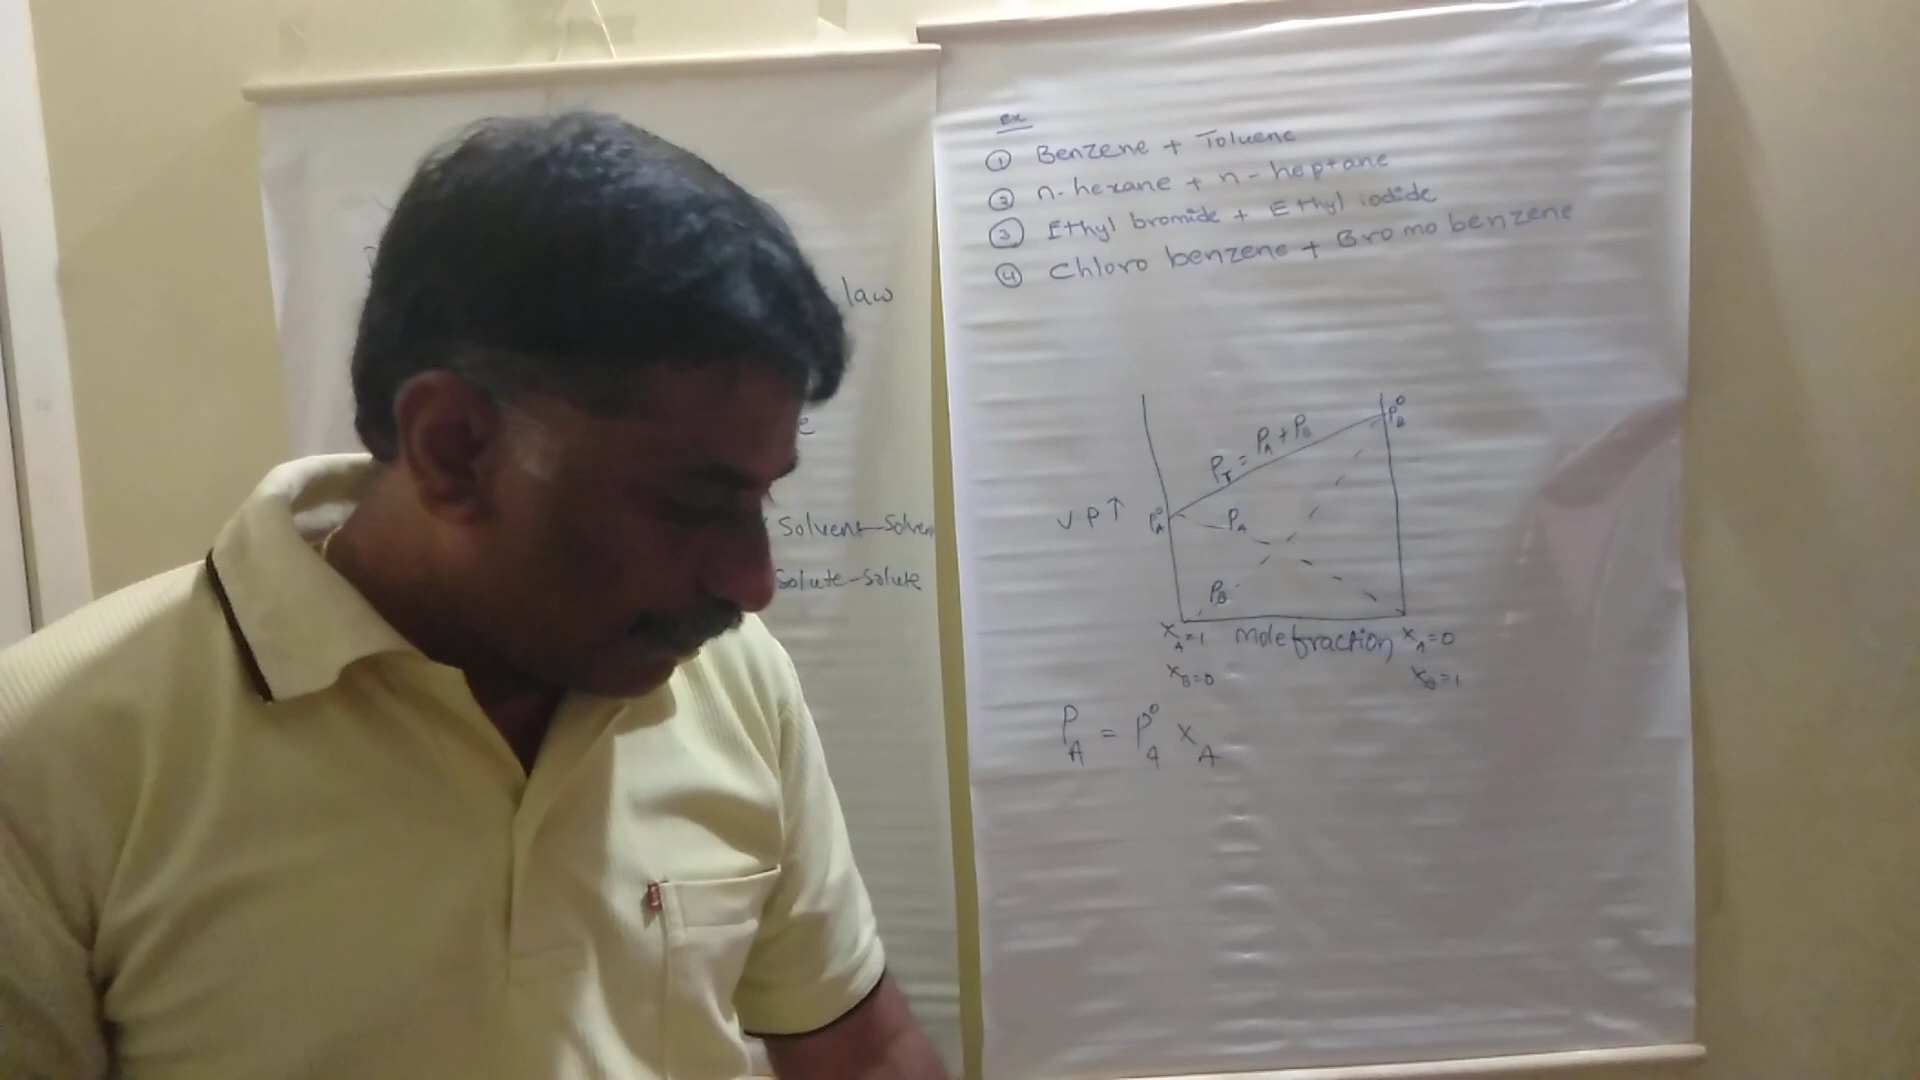 law
Solvent-Solven
Solute-Solute
ex
① Benzene + Toluene
② n-hexane + n-heptane
③ Ethyl bromide + Ethyl iodide
④ Chloro benzene + Bromo benzene
P°B
PT = PA + PB
V P ↑
P°A
PA
PB
XA=1 Mole fraction XA=0
XB=0 XB=1
PA = P°A XA